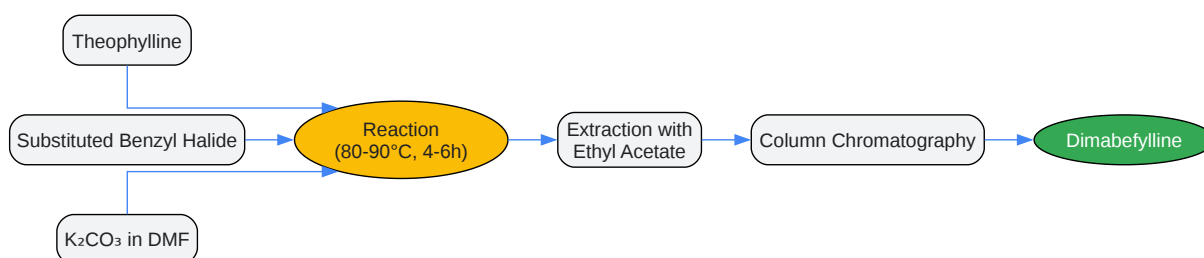 Theophylline
Substituted Benzyl Halide
K₂CO₃ in DMF
Reaction
(80-90°C, 4-6h)
Extraction with
Ethyl Acetate
Column Chromatography
Dimabefylline